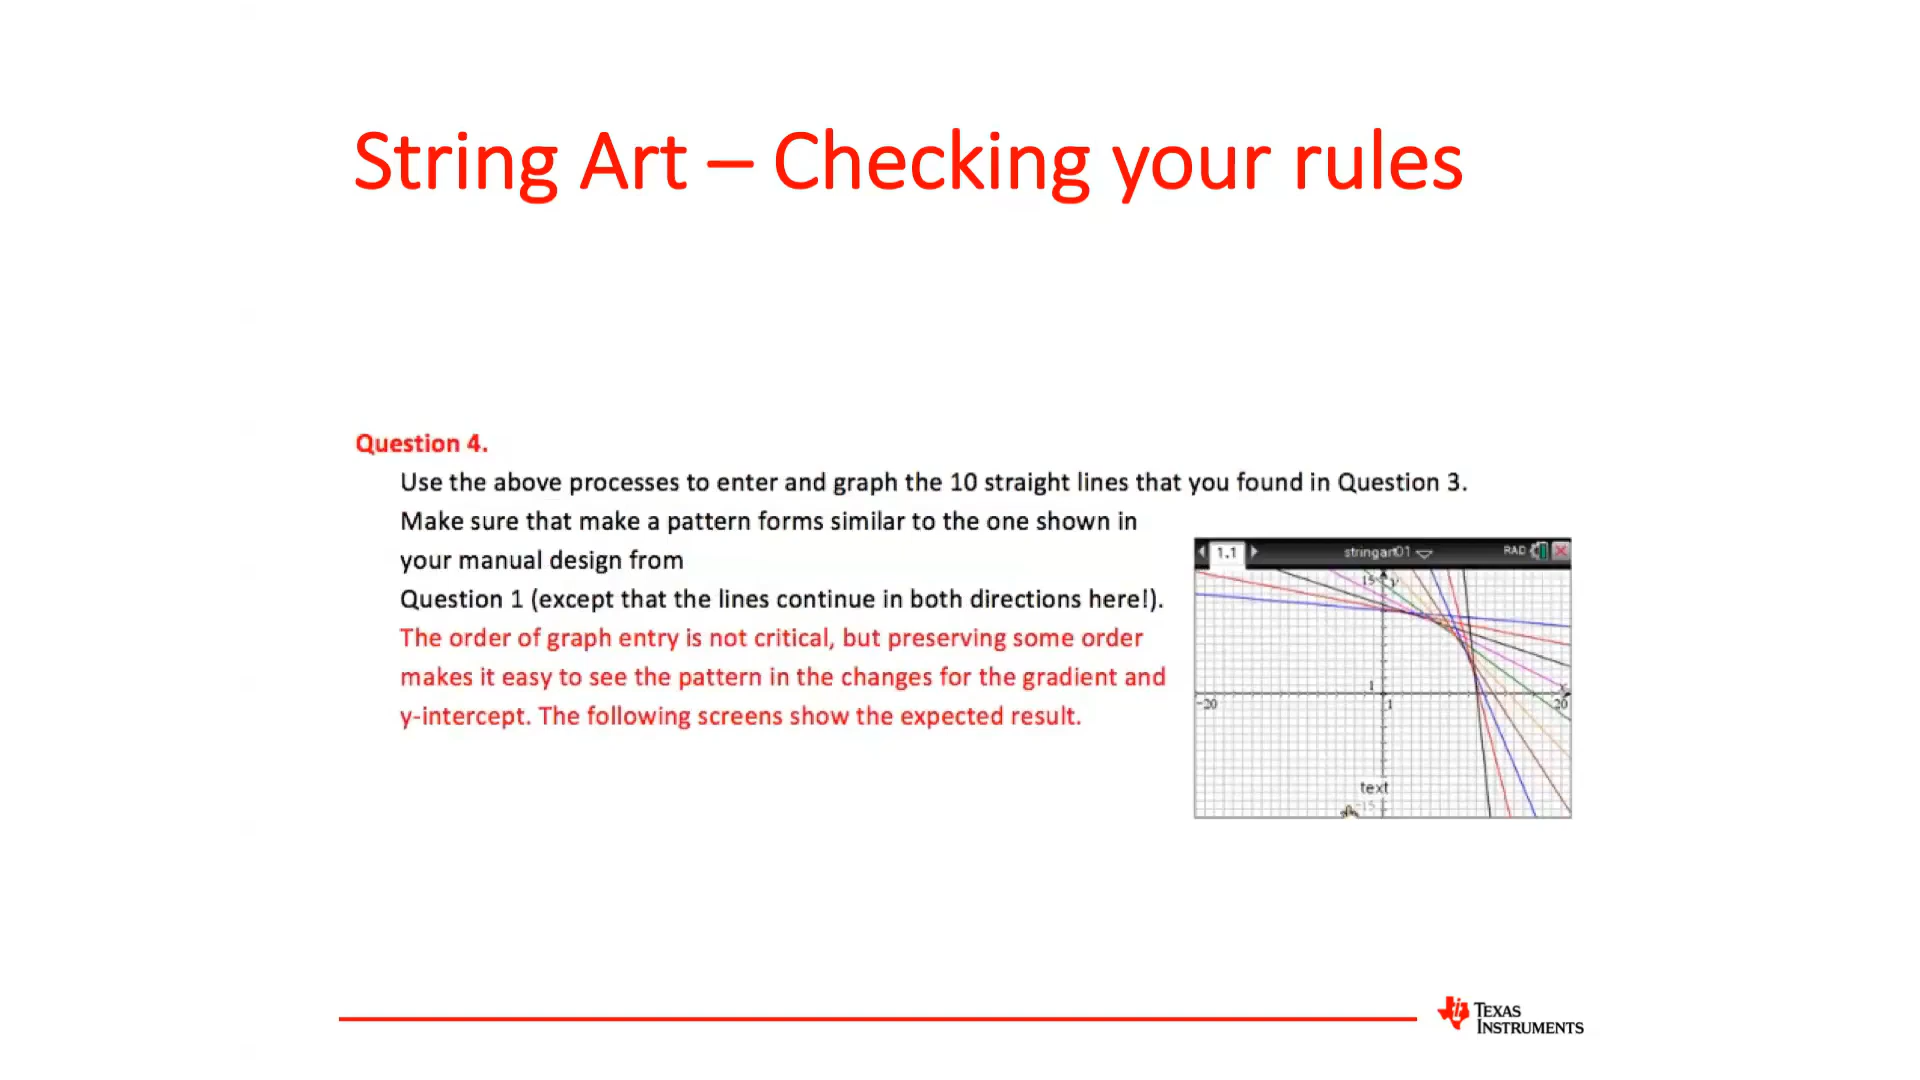 String Art – Checking your rules
Question 4.
Use the above processes to enter and graph the 10 straight lines that you found in Question 3.
Make sure that make a pattern forms similar to the one shown in
your manual design from
Question 1 (except that the lines continue in both directions here!).
The order of graph entry is not critical, but preserving some order
makes it easy to see the pattern in the changes for the gradient and
y-intercept. The following screens show the expected result.
1.1 stringart01 RAD
15 y
1 x
-20 1 20
text
-15
TEXAS
INSTRUMENTS